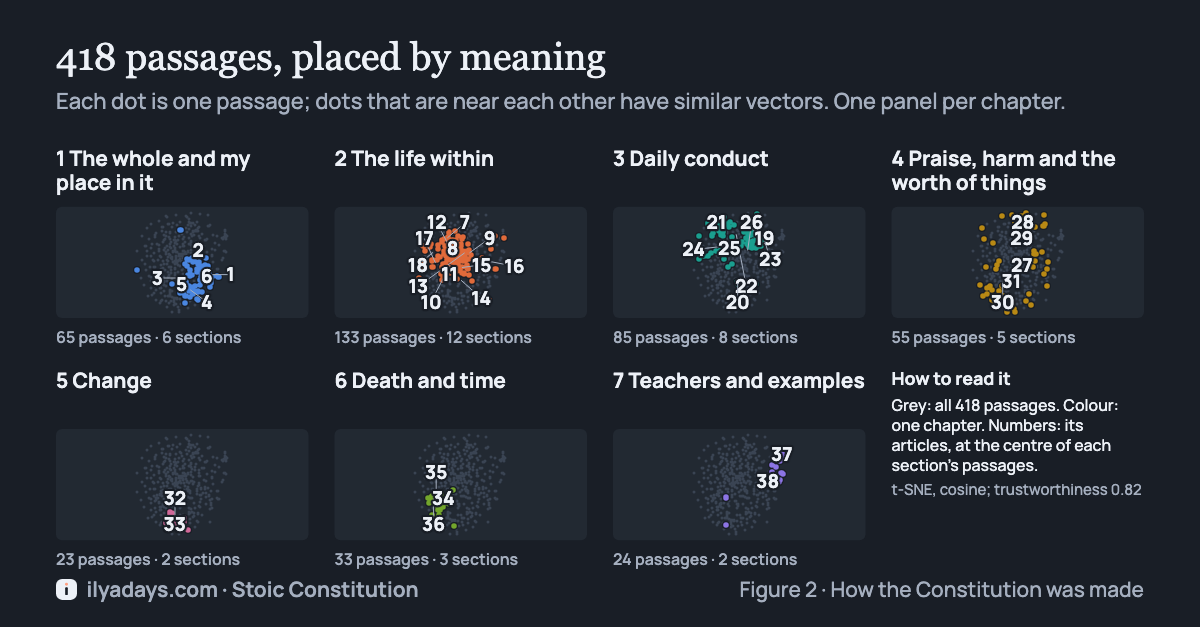 418 passages, placed by meaning
Each dot is one passage; dots that are near each other have similar vectors. One panel per chapter.
1 The whole and my
place in it
2
3
5
6
1
4
65 passages · 6 sections
2 The life within
12
7
17
8
9
18
11
15
16
13
10
14
133 passages · 12 sections
3 Daily conduct
21
26
19
24
25
23
22
20
85 passages · 8 sections
4 Praise, harm and the
worth of things
28
29
27
31
30
55 passages · 5 sections
5 Change
32
33
23 passages · 2 sections
6 Death and time
35
34
36
33 passages · 3 sections
7 Teachers and examples
37
38
24 passages · 2 sections
How to read it
Grey: all 418 passages. Colour:
one chapter. Numbers: its
articles, at the centre of each
section's passages.
t-SNE, cosine; trustworthiness 0.82
i
ilyadays.com · Stoic Constitution
Figure 2 · How the Constitution was made